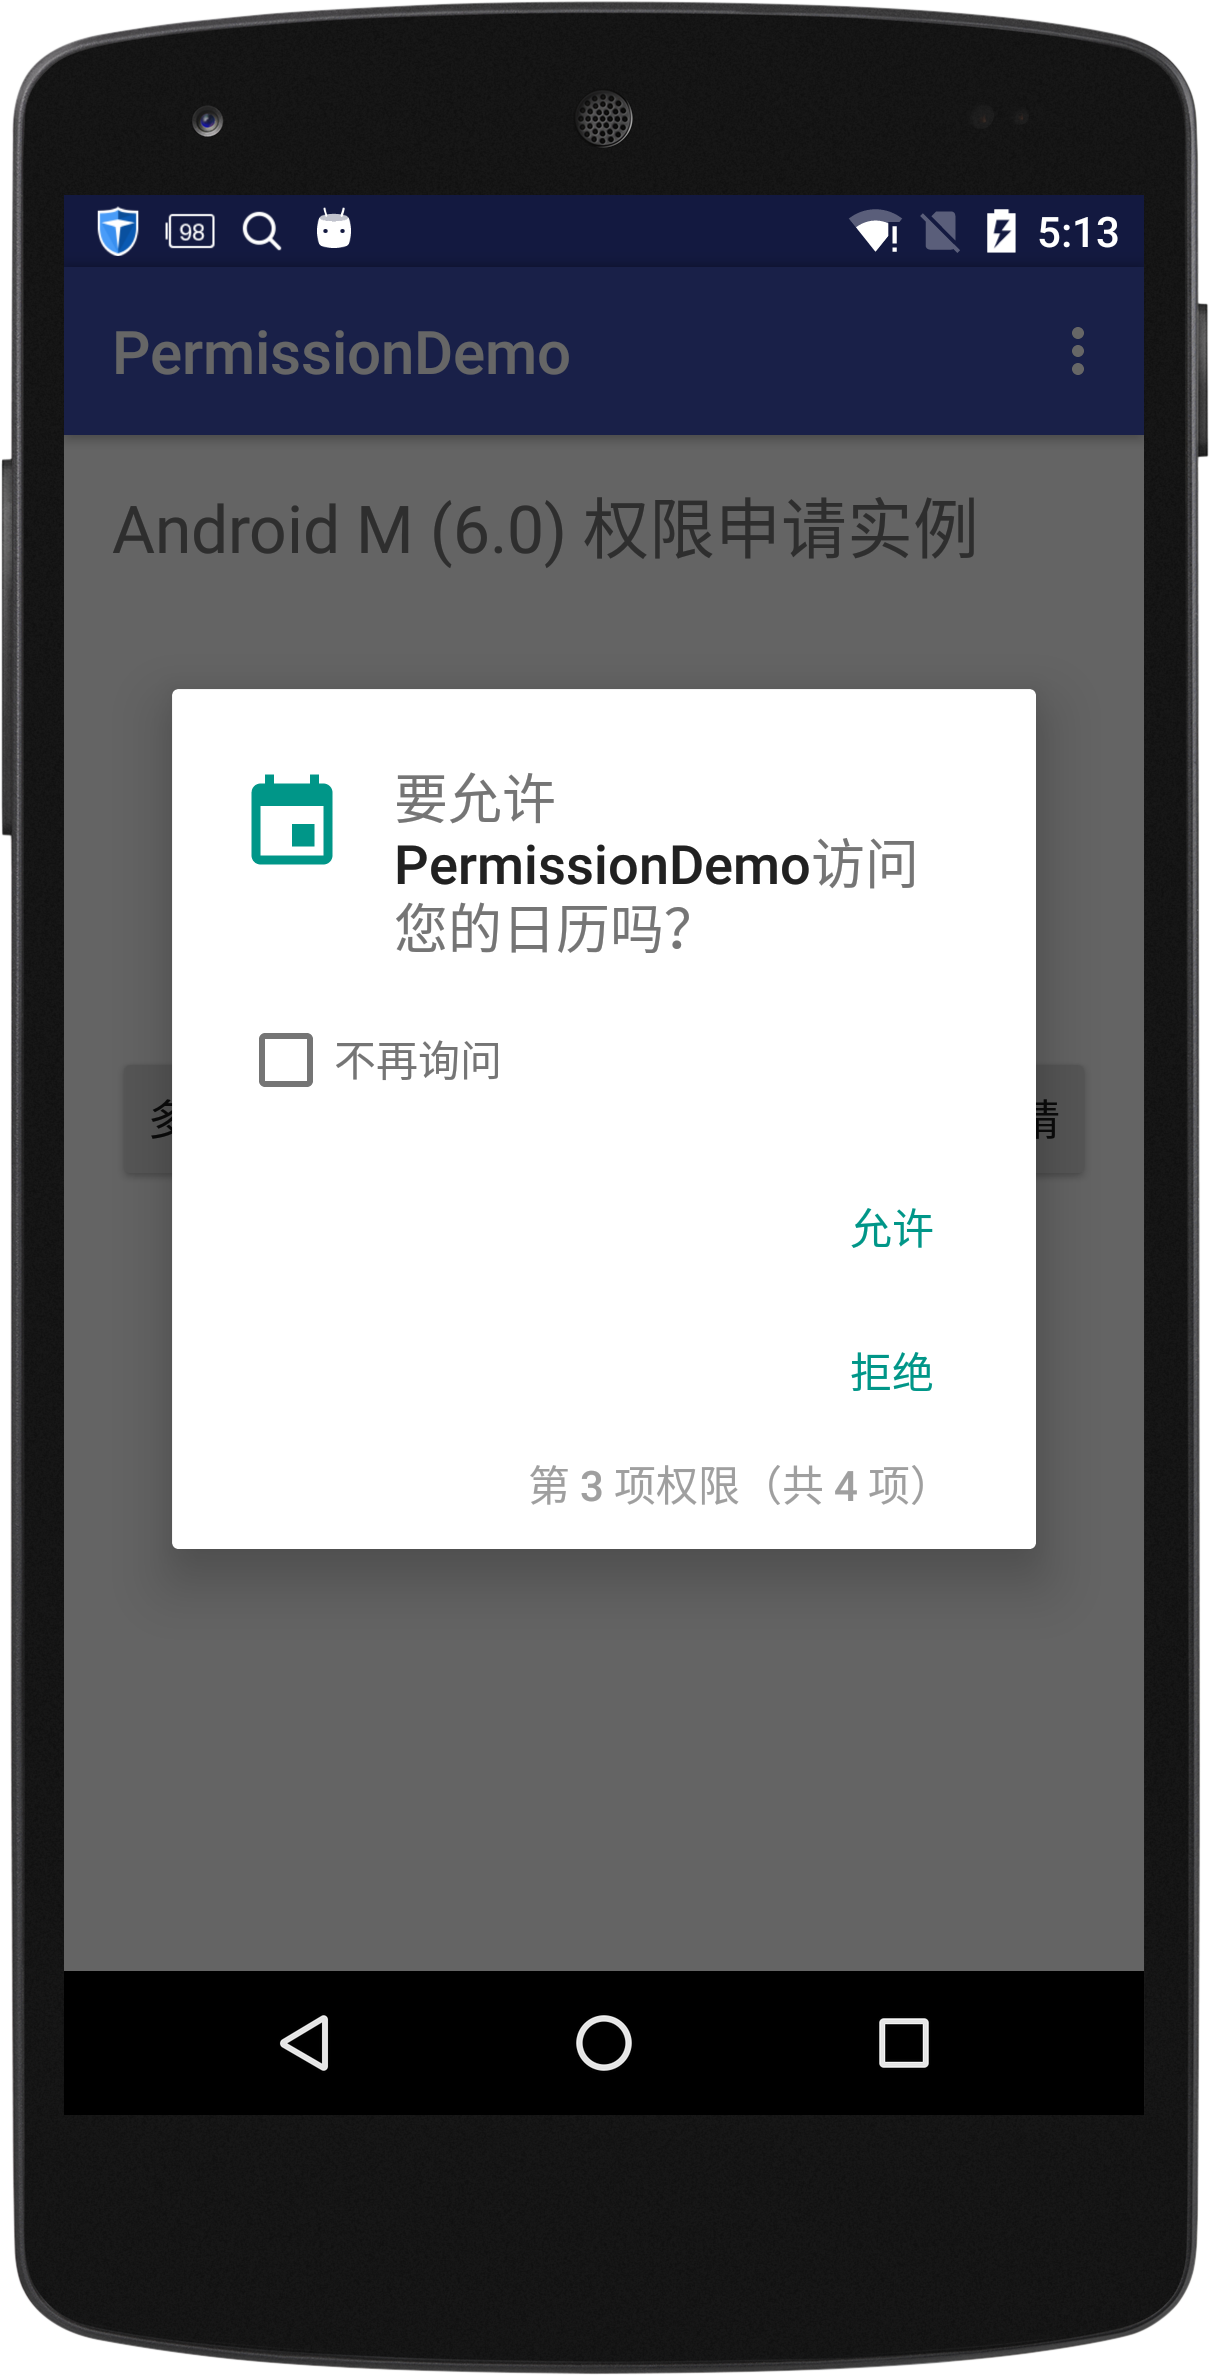 98
5:13
PermissionDemo
Android M (6.0) 权限申请实例
要允许
PermissionDemo访问
您的日历吗?
不再询问
多
请
允许
拒绝
第 3 项权限（共 4 项）